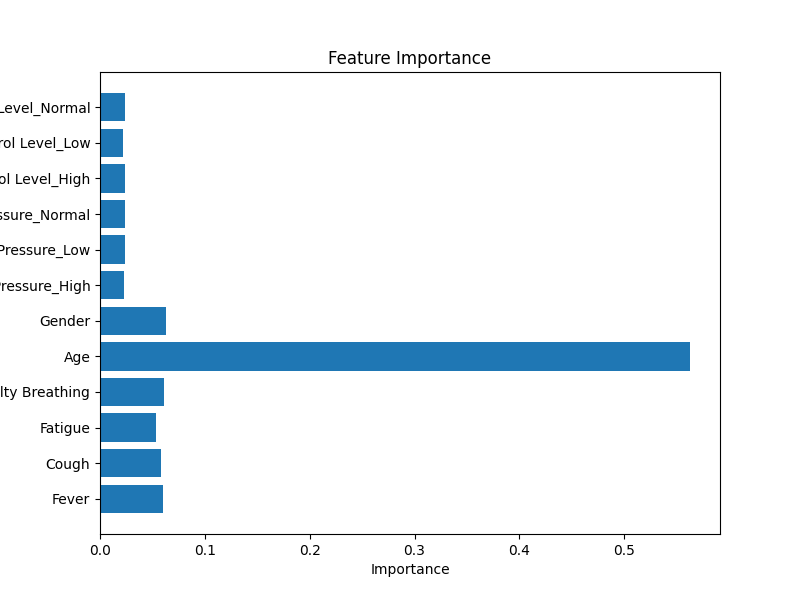 Feature Importance
Level_Normal
rol Level_Low
ol Level_High
ssure_Normal
Pressure_Low
Pressure_High
Gender
Age
lty Breathing
Fatigue
Cough
Fever
0.0 0.1 0.2 0.3 0.4 0.5
Importance